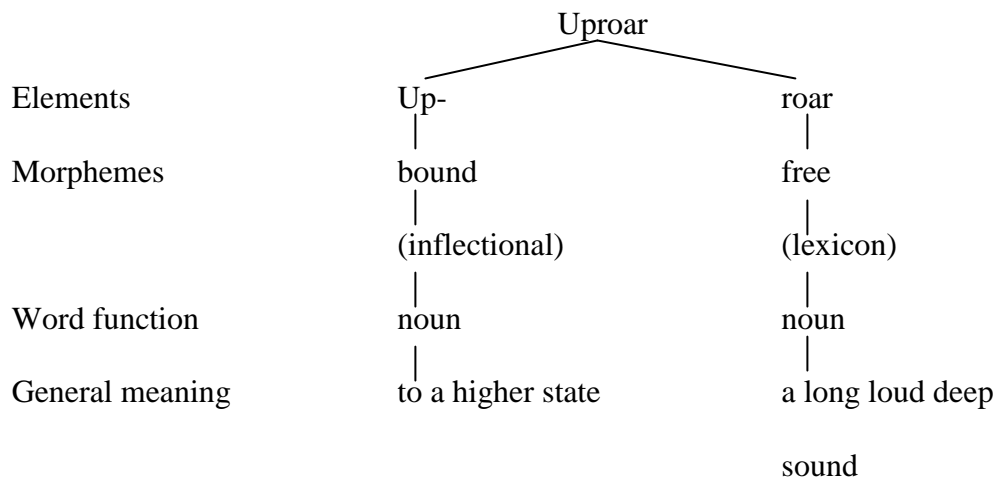 Uproar
Elements Up- roar
Morphemes bound free
(inflectional) (lexicon)
Word function noun noun
General meaning to a higher state a long loud deep
sound